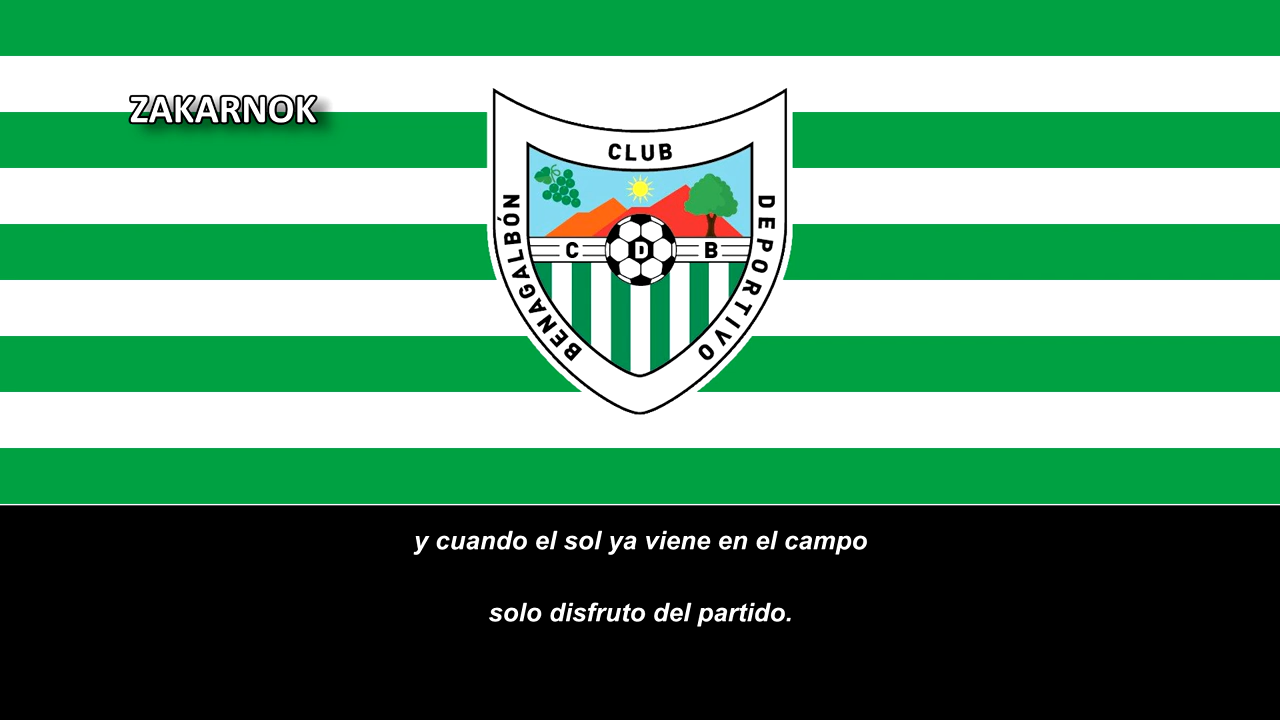 ZAKARNOK
CLUB
BENAGALBÓN
DEPORTIVO
C D B
y cuando el sol ya viene en el campo
solo disfruto del partido.